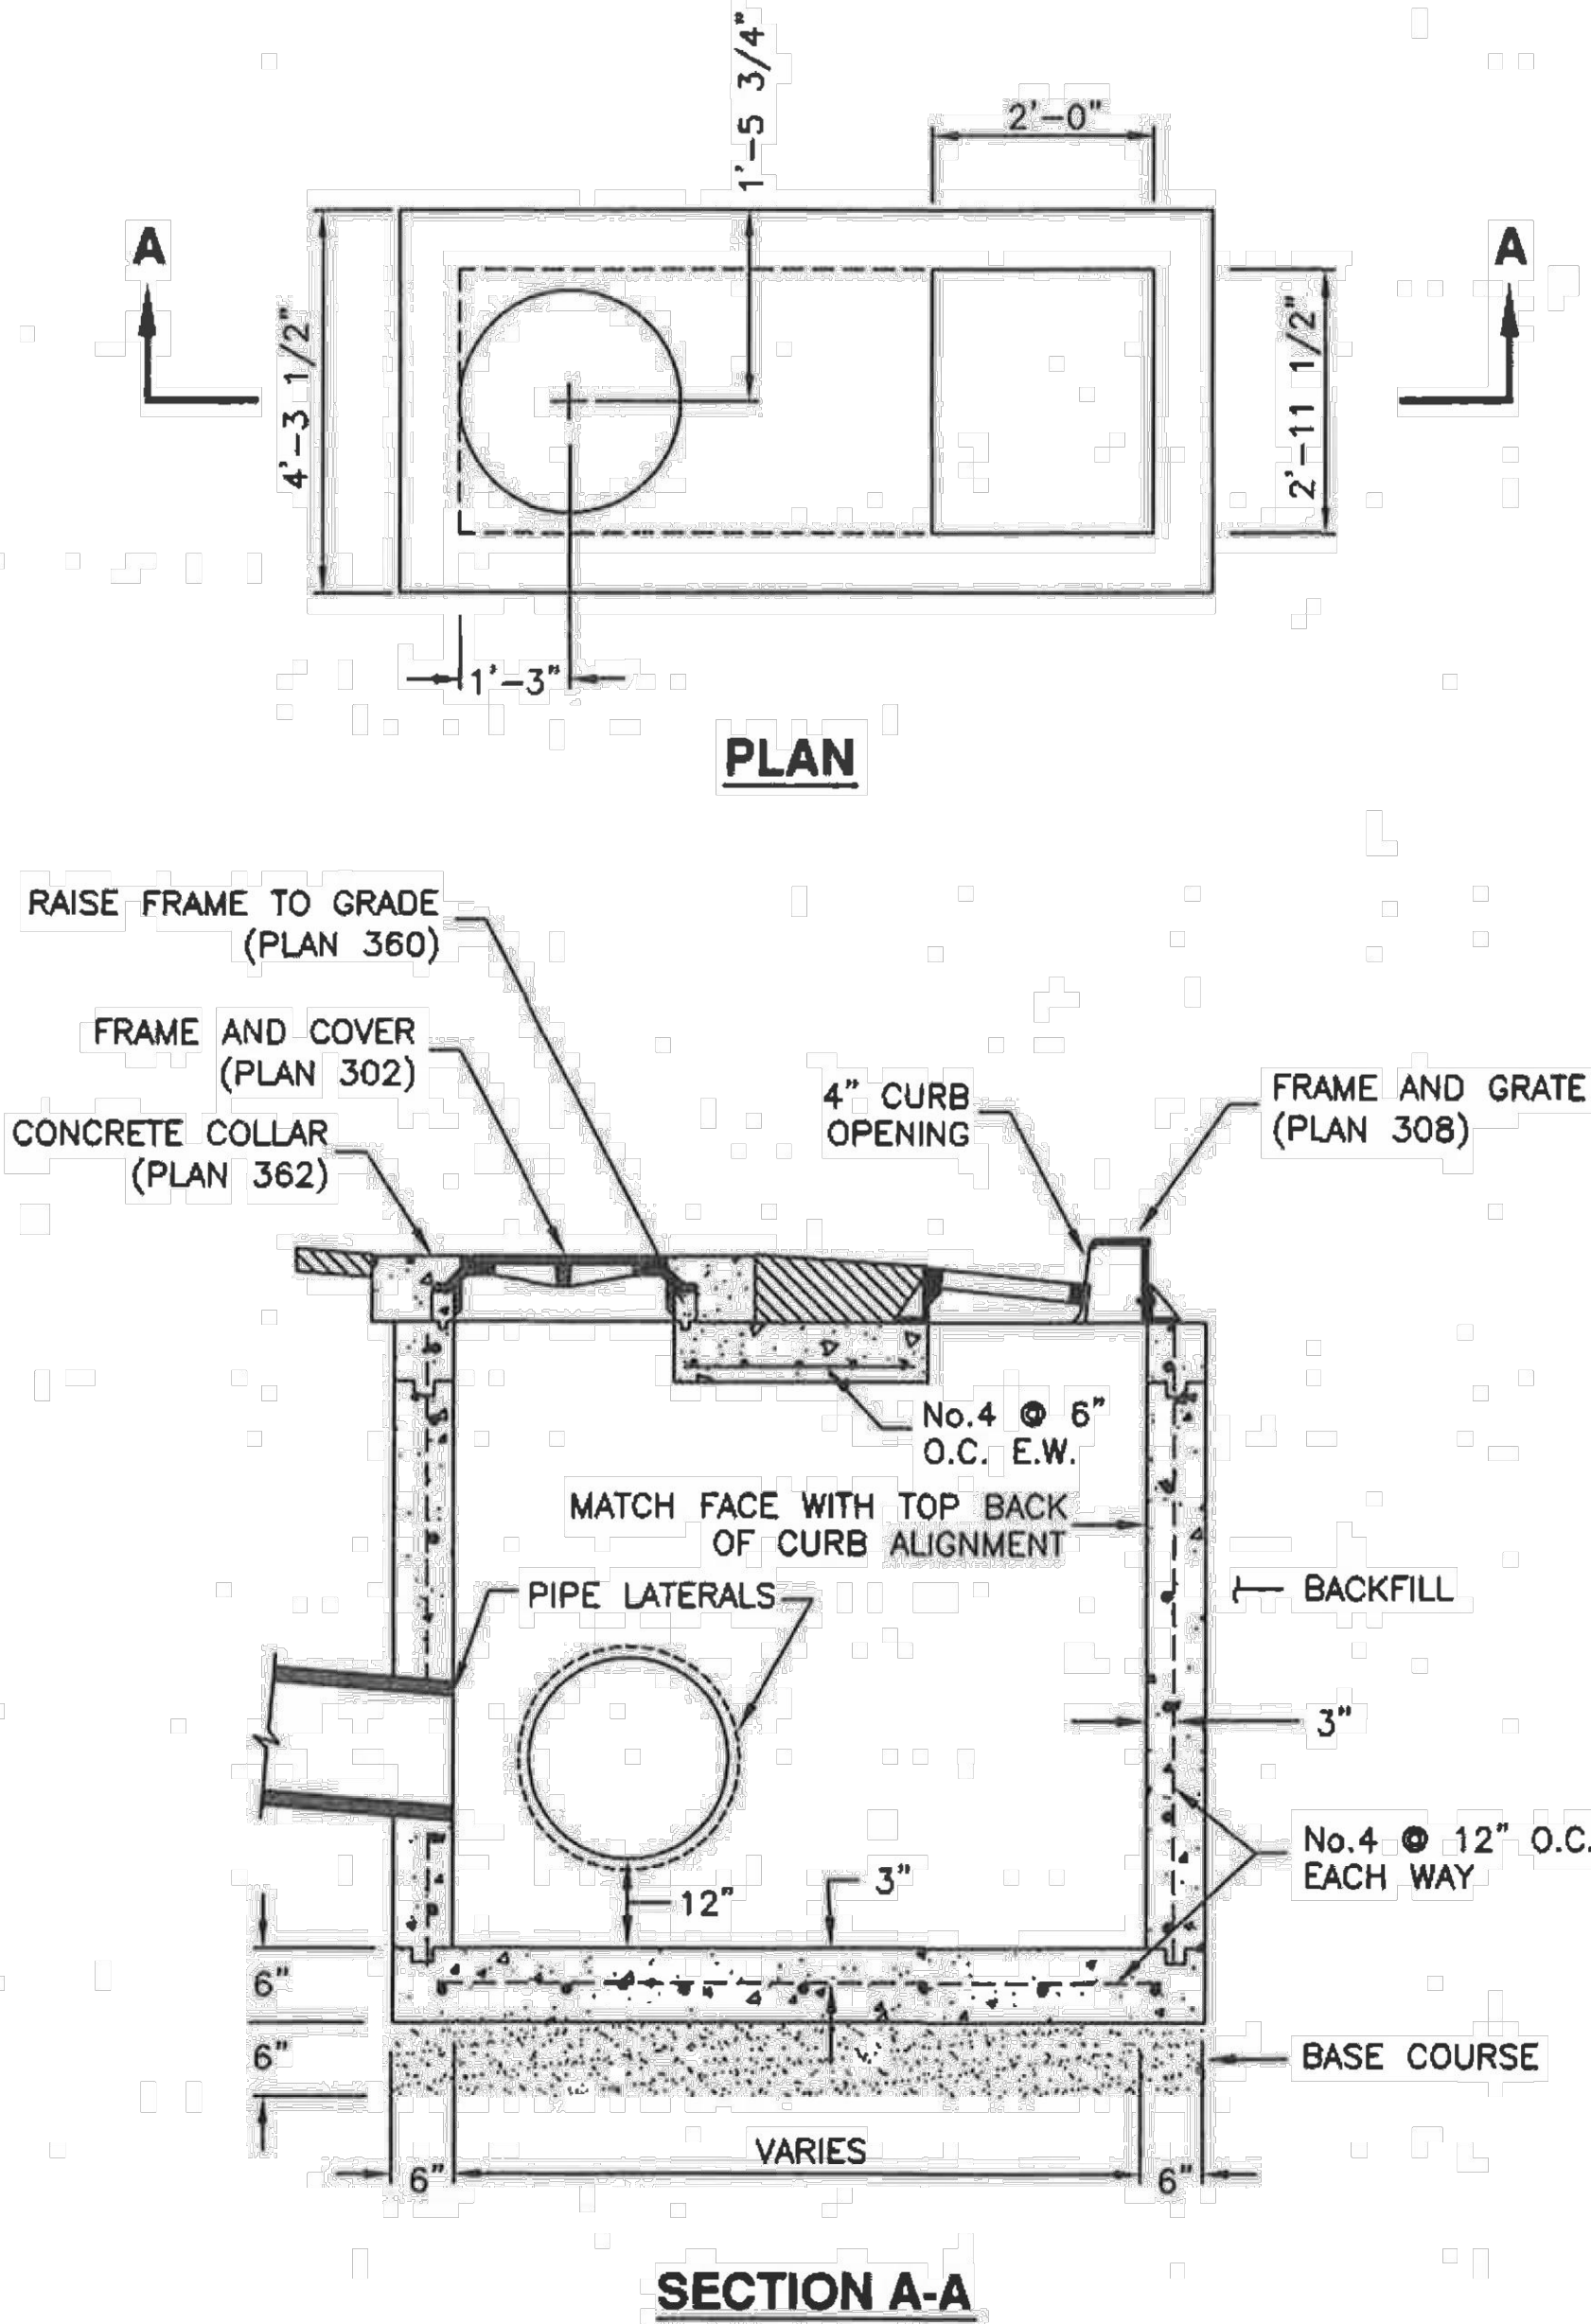 1'-5 3/4"
2'-0"
A
A
4'-3 1/2"
2'-11 1/2"
1'-3"
PLAN
RAISE FRAME TO GRADE
(PLAN 360)
FRAME AND COVER
(PLAN 302)
CONCRETE COLLAR
(PLAN 362)
4" CURB
OPENING
FRAME AND GRATE
(PLAN 308)
No.4 @ 6"
O.C. E.W.
MATCH FACE WITH TOP BACK
OF CURB ALIGNMENT
PIPE LATERALS
BACKFILL
3"
No.4 @ 12" O.C.
EACH WAY
12"
3"
6"
6"
BASE COURSE
VARIES
6"
6"
SECTION A-A